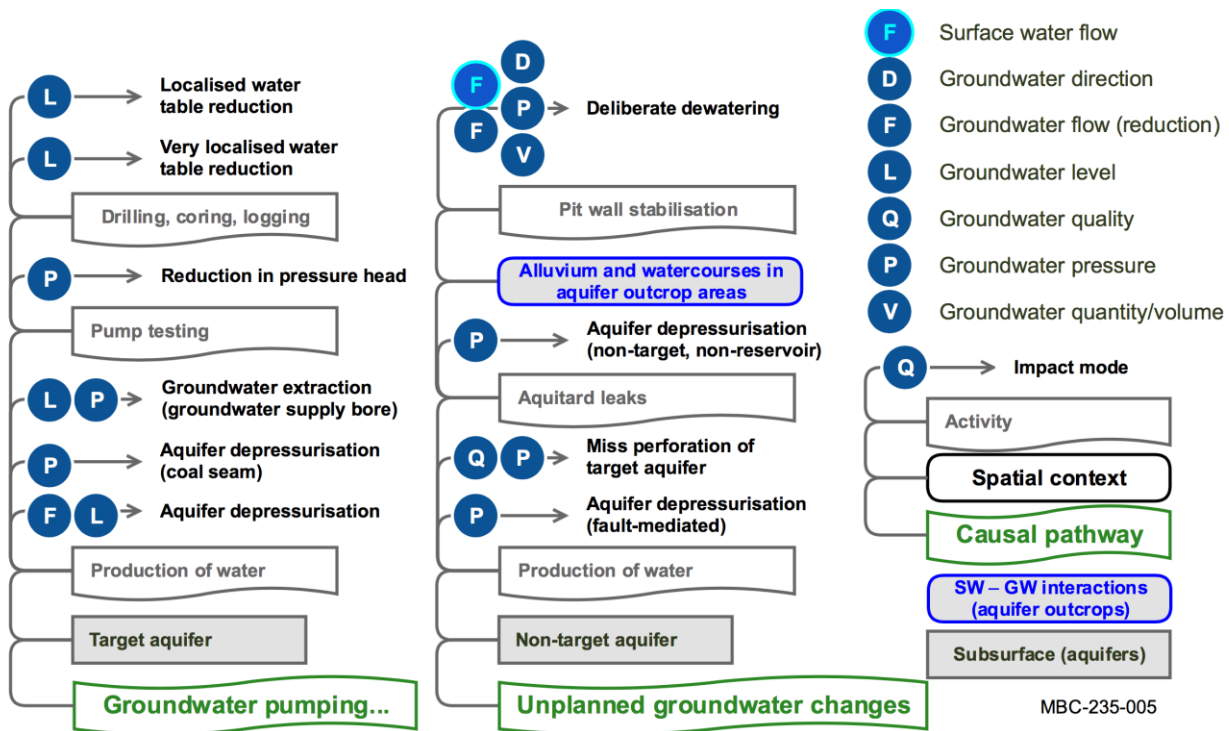 L
Localised water
table reduction
L
Very localised water
table reduction
Drilling, coring, logging
P
Reduction in pressure head
Pump testing
L P
Groundwater extraction
(groundwater supply bore)
P
Aquifer depressurisation
(coal seam)
F L
Aquifer depressurisation
Production of water
Target aquifer
Groundwater pumping...
D
F
P
F
V
Deliberate dewatering
Pit wall stabilisation
Alluvium and watercourses in
aquifer outcrop areas
P
Aquifer depressurisation
(non-target, non-reservoir)
Aquitard leaks
Q P
Miss perforation of
target aquifer
P
Aquifer depressurisation
(fault-mediated)
Production of water
Non-target aquifer
Unplanned groundwater changes
F Surface water flow
D Groundwater direction
F Groundwater flow (reduction)
L Groundwater level
Q Groundwater quality
P Groundwater pressure
V Groundwater quantity/volume
Q Impact mode
Activity
Spatial context
Causal pathway
SW – GW interactions
(aquifer outcrops)
Subsurface (aquifers)
MBC-235-005